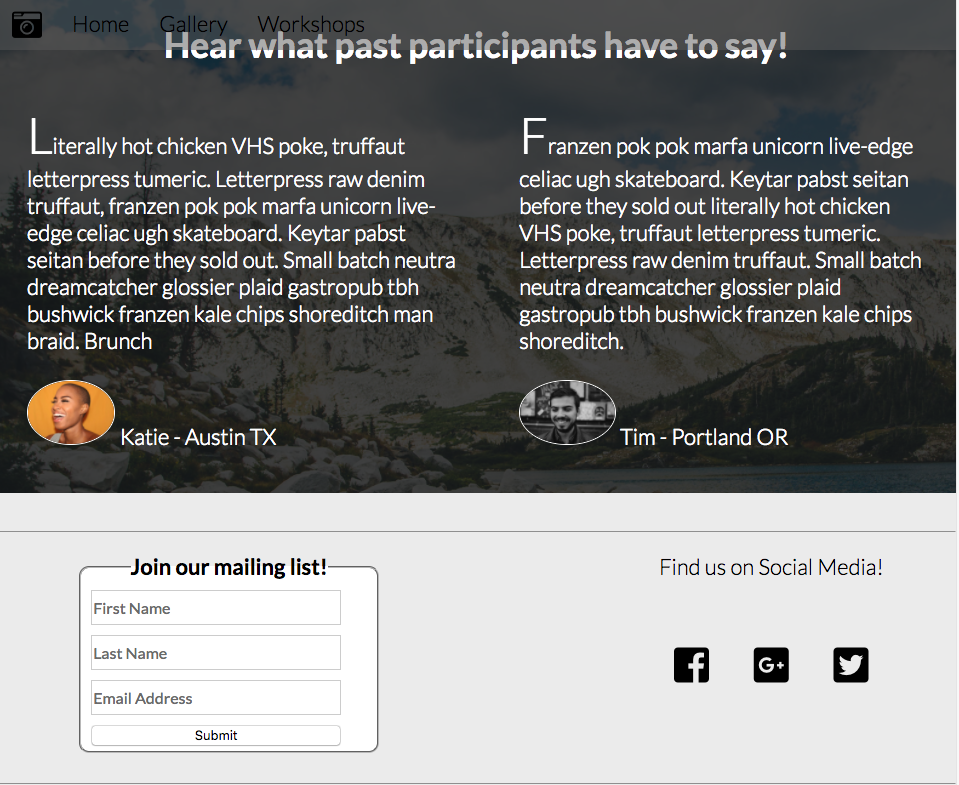 Home Gallery Workshops
Hear what past participants have to say!
Literally hot chicken VHS poke, truffaut
letterpress tumeric. Letterpress raw denim
truffaut, franzen pok pok marfa unicorn live-
edge celiac ugh skateboard. Keytar pabst
seitan before they sold out. Small batch neutra
dreamcatcher glossier plaid gastropub tbh
bushwick franzen kale chips shoreditch man
braid. Brunch
Katie - Austin TX
Franzen pok pok marfa unicorn live-edge
celiac ugh skateboard. Keytar pabst seitan
before they sold out literally hot chicken
VHS poke, truffaut letterpress tumeric.
Letterpress raw denim truffaut. Small batch
neutra dreamcatcher glossier plaid
gastropub tbh bushwick franzen kale chips
shoreditch.
Tim - Portland OR
Join our mailing list!
First Name
Last Name
Email Address
Submit
Find us on Social Media!
G+